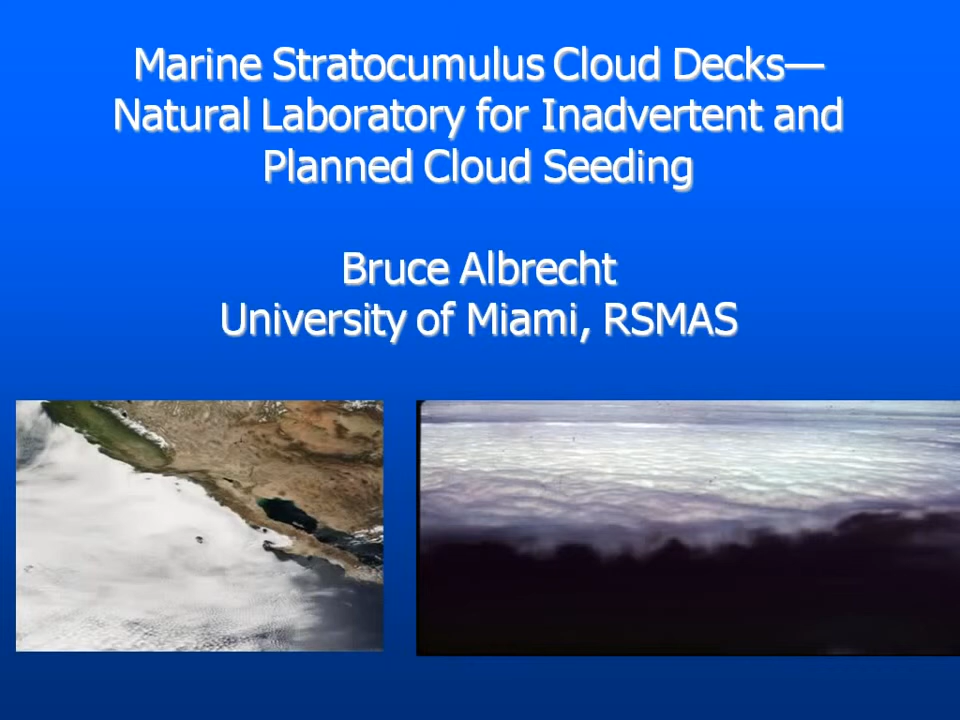 Marine Stratocumulus Cloud Decks—
Natural Laboratory for Inadvertent and
Planned Cloud Seeding
Bruce Albrecht
University of Miami, RSMAS